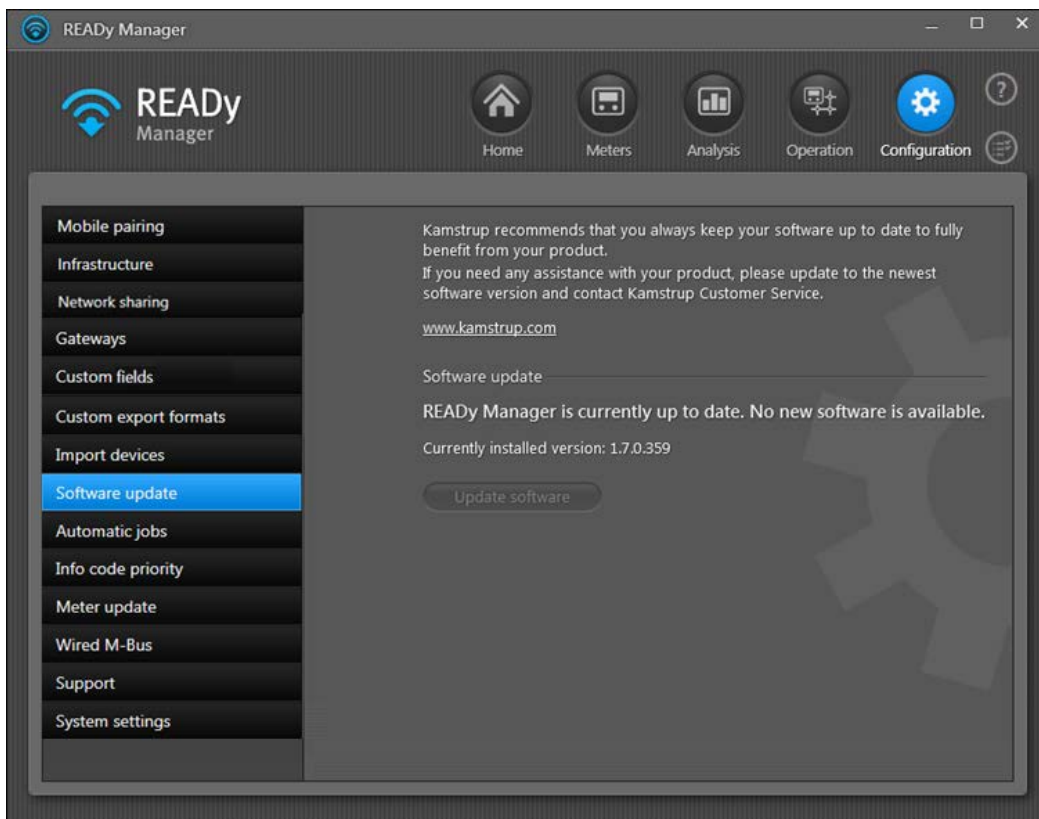 READy Manager
READy
Manager
Home
Meters
Analysis
Operation
Configuration
?
Mobile pairing
Infrastructure
Network sharing
Gateways
Custom fields
Custom export formats
Import devices
Software update
Automatic jobs
Info code priority
Meter update
Wired M-Bus
Support
System settings
Kamstrup recommends that you always keep your software up to date to fully
benefit from your product.
If you need any assistance with your product, please update to the newest
software version and contact Kamstrup Customer Service.
www.kamstrup.com
Software update
READy Manager is currently up to date. No new software is available.
Currently installed version: 1.7.0.359
Update software